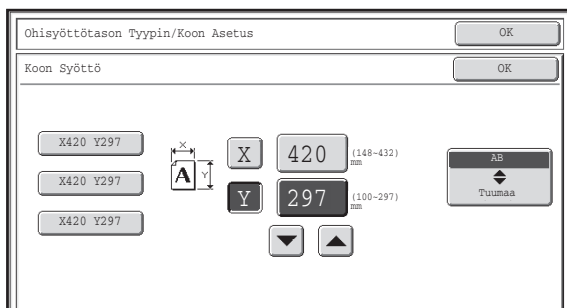 Ohisyöttötason Tyypin/Koon Asetus OK
Koon Syöttö OK
X420 Y297
X420 Y297
X420 Y297
X
Y
A
X 420 (148~432) mm
Y 297 (100~297) mm
AB
Tuumaa